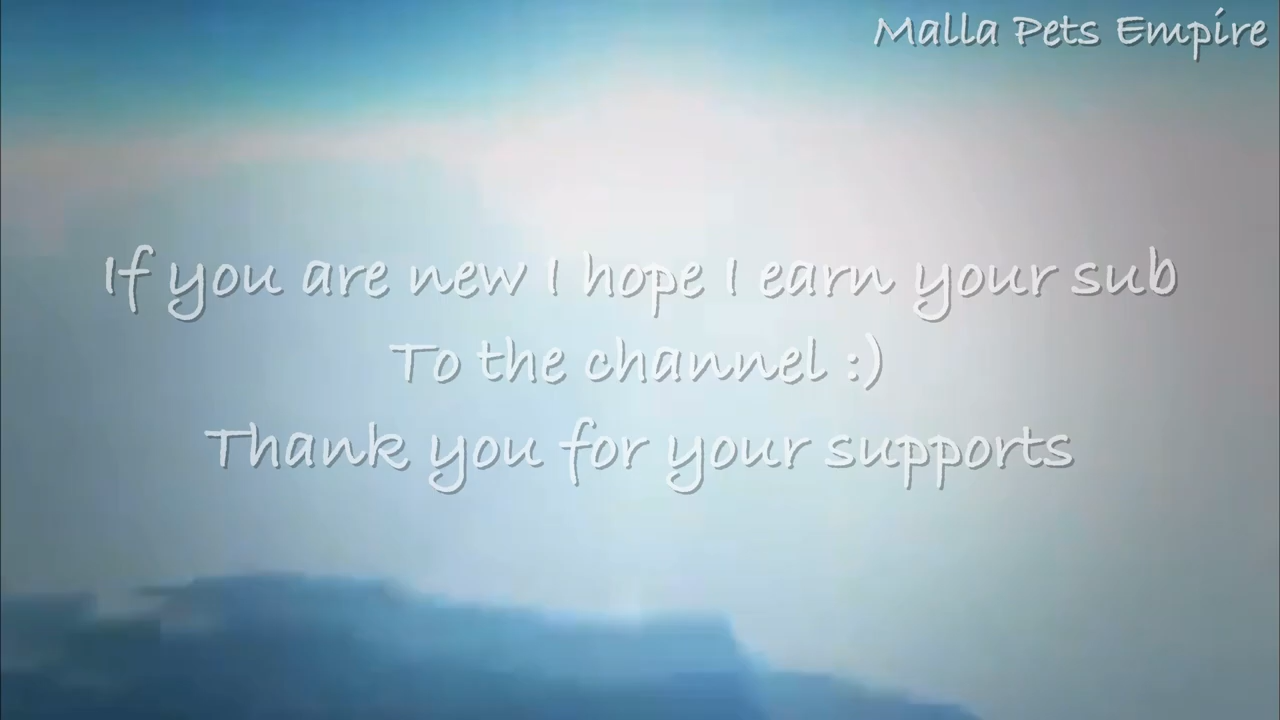 Malla Pets Empire
If you are new I hope I earn your sub
To the channel :)
Thank you for your supports